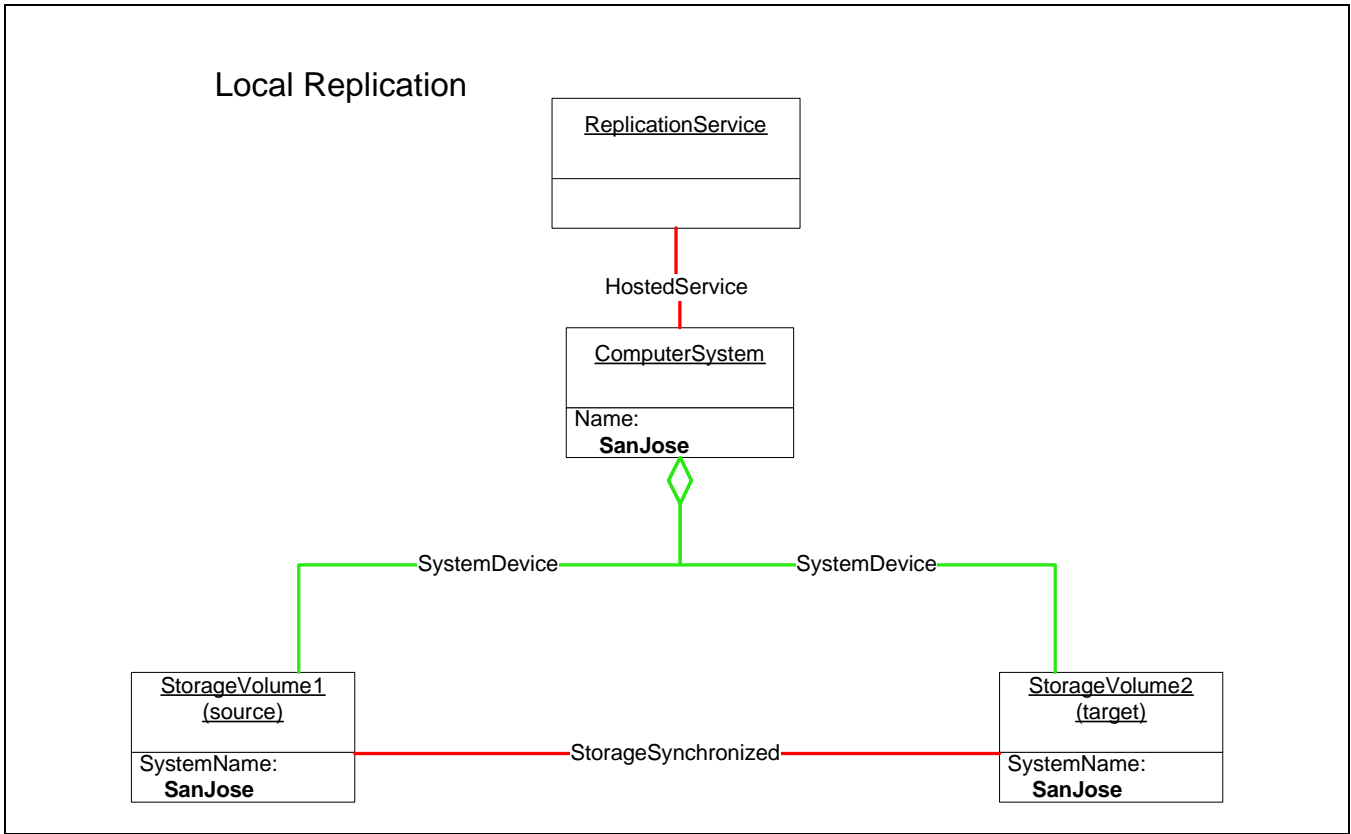 Local Replication
ReplicationService
HostedService
ComputerSystem
Name:
SanJose
SystemDevice
SystemDevice
StorageVolume1
(source)
SystemName:
SanJose
StorageSynchronized
StorageVolume2
(target)
SystemName:
SanJose